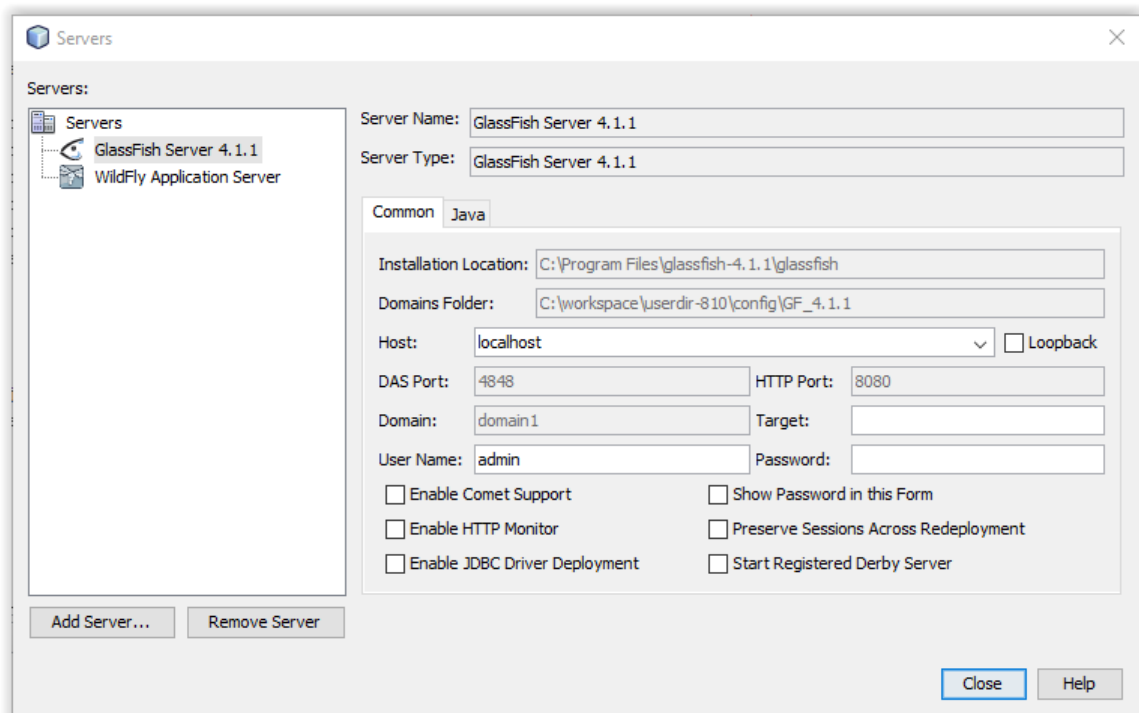 Servers
Servers:
Servers
GlassFish Server 4.1.1
WildFly Application Server
Add Server...
Remove Server
Server Name: GlassFish Server 4.1.1
Server Type: GlassFish Server 4.1.1
Common Java
Installation Location: C:\Program Files\glassfish-4.1.1\glassfish
Domains Folder: C:\workspace\userdir-810\config\GF_4.1.1
Host: localhost Loopback
DAS Port: 4848 HTTP Port: 8080
Domain: domain1 Target:
User Name: admin Password:
Enable Comet Support Show Password in this Form
Enable HTTP Monitor Preserve Sessions Across Redeployment
Enable JDBC Driver Deployment Start Registered Derby Server
Close Help